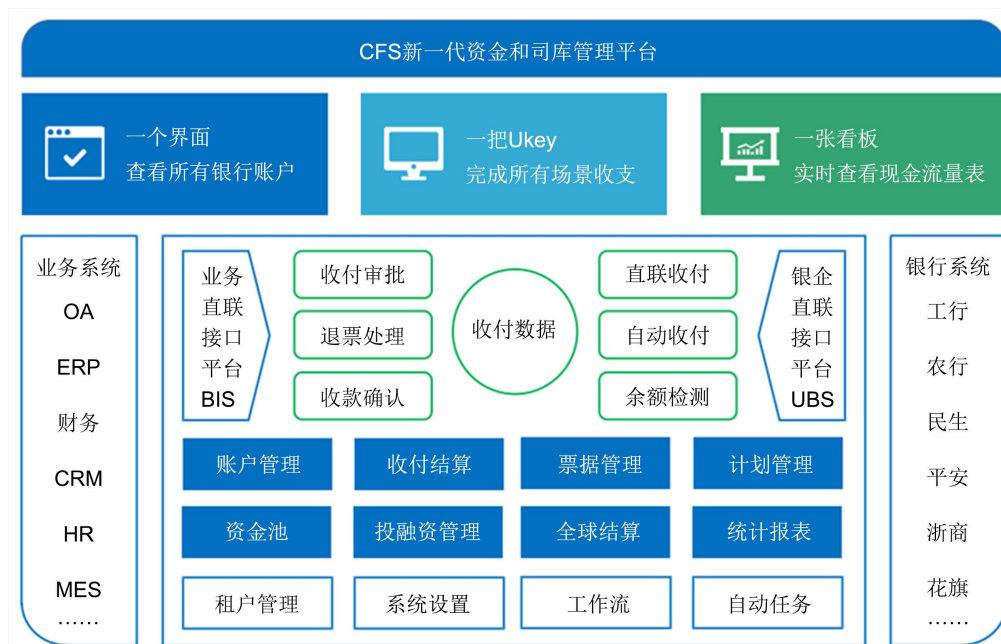 CFS新一代资金和司库管理平台
一个界面
查看所有银行账户
一把Ukey
完成所有场景收支
一张看板
实时查看现金流量表
业务系统
OA
ERP
财务
CRM
HR
MES
……
业务
直联
接口
平台
BIS
收付审批
退票处理
收款确认
收付数据
直联收付
自动收付
余额检测
银企
直联
接口
平台
UBS
账户管理
收付结算
票据管理
计划管理
资金池
投融资管理
全球结算
统计报表
租户管理
系统设置
工作流
自动任务
银行系统
工行
农行
民生
平安
浙商
花旗
……